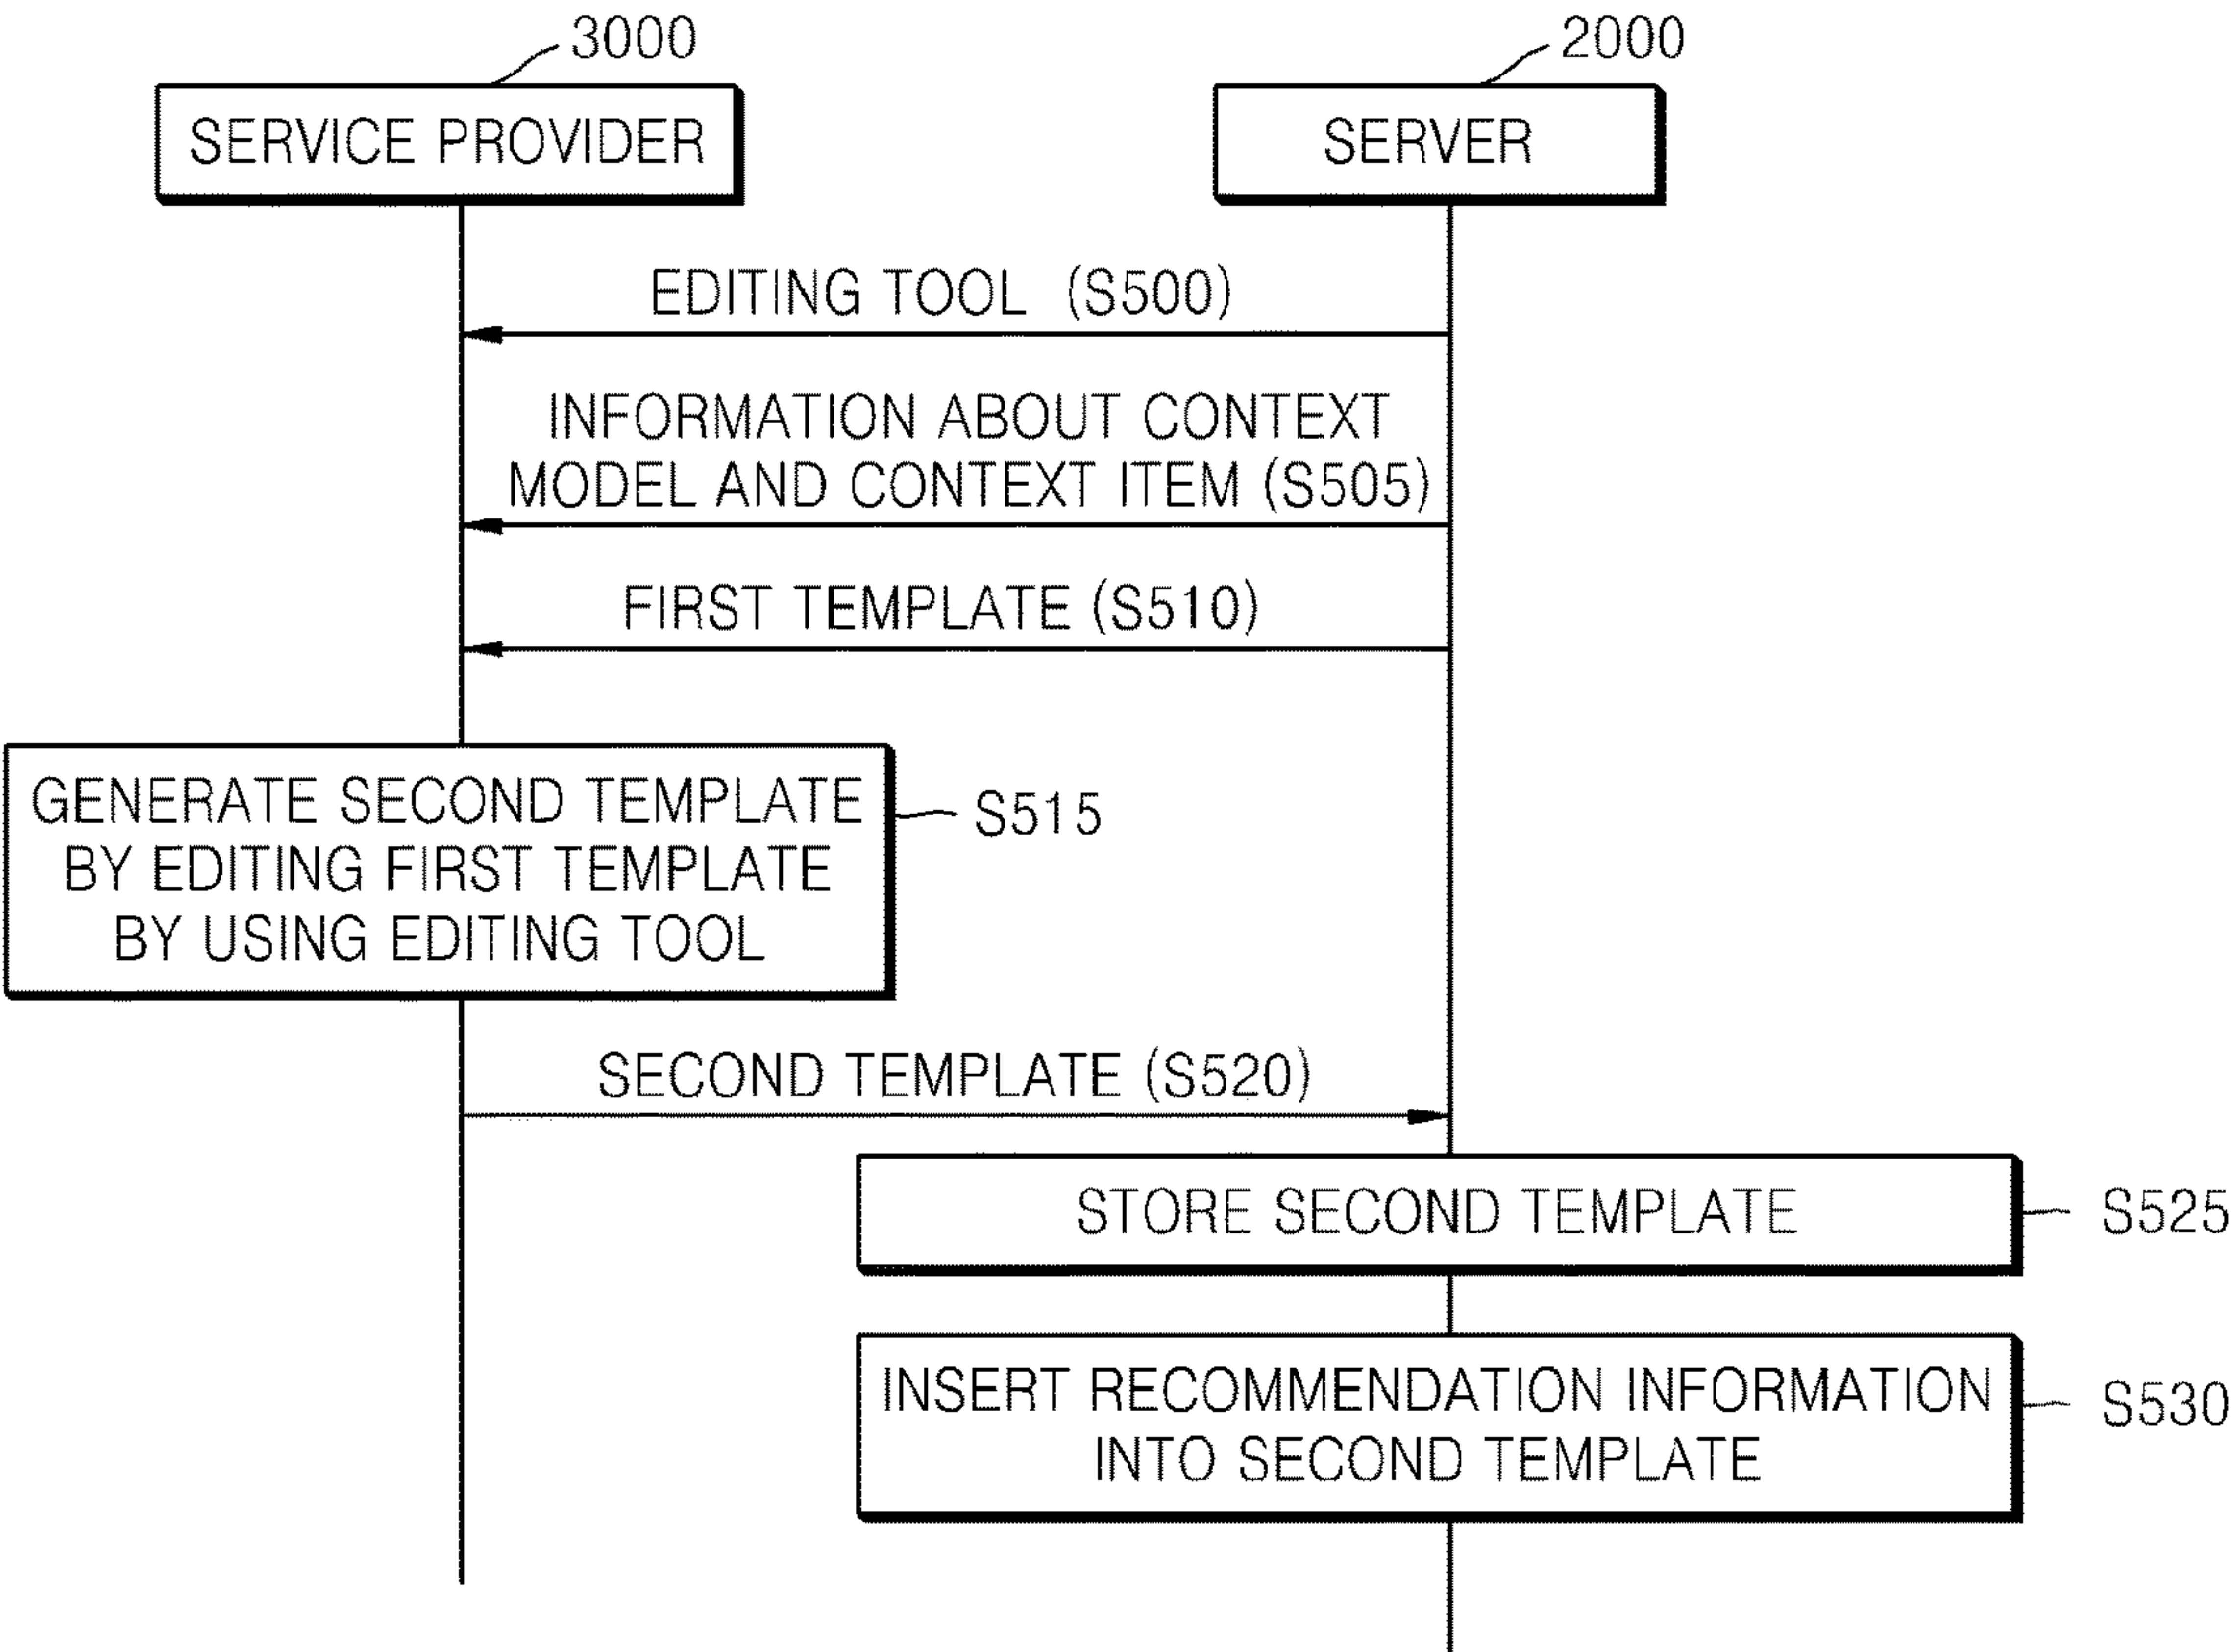 3000
2000
SERVICE PROVIDER
SERVER
EDITING TOOL (S500)
INFORMATION ABOUT CONTEXT
MODEL AND CONTEXT ITEM (S505)
FIRST TEMPLATE (S510)
GENERATE SECOND TEMPLATE
BY EDITING FIRST TEMPLATE
BY USING EDITING TOOL
S515
SECOND TEMPLATE (S520)
STORE SECOND TEMPLATE
S525
INSERT RECOMMENDATION INFORMATION
INTO SECOND TEMPLATE
S530